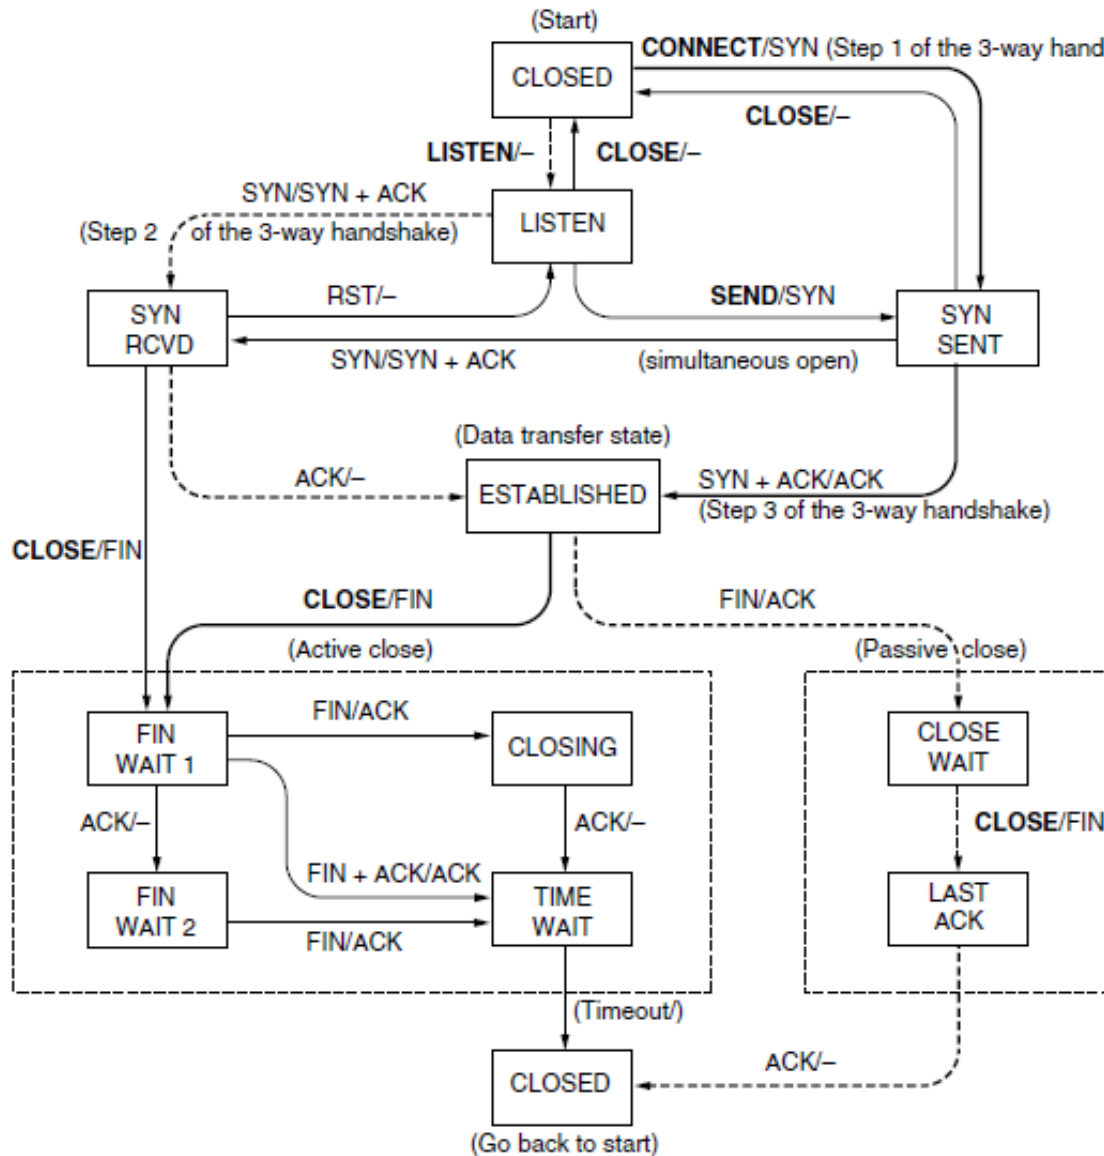 (Start)
CLOSED
CONNECT/SYN (Step 1 of the 3-way hand
CLOSE/–
LISTEN/–
CLOSE/–
SYN/SYN + ACK
(Step 2 of the 3-way handshake)
LISTEN
RST/–
SEND/SYN
SYN
RCVD
SYN
SENT
SYN/SYN + ACK
(simultaneous open)
(Data transfer state)
ACK/–
ESTABLISHED
SYN + ACK/ACK
(Step 3 of the 3-way handshake)
CLOSE/FIN
CLOSE/FIN
FIN/ACK
(Active close)
(Passive close)
FIN
WAIT 1
FIN/ACK
CLOSING
CLOSE
WAIT
ACK/–
ACK/–
CLOSE/FIN
FIN
WAIT 2
FIN + ACK/ACK
FIN/ACK
TIME
WAIT
LAST
ACK
(Timeout/)
CLOSED
ACK/–
(Go back to start)